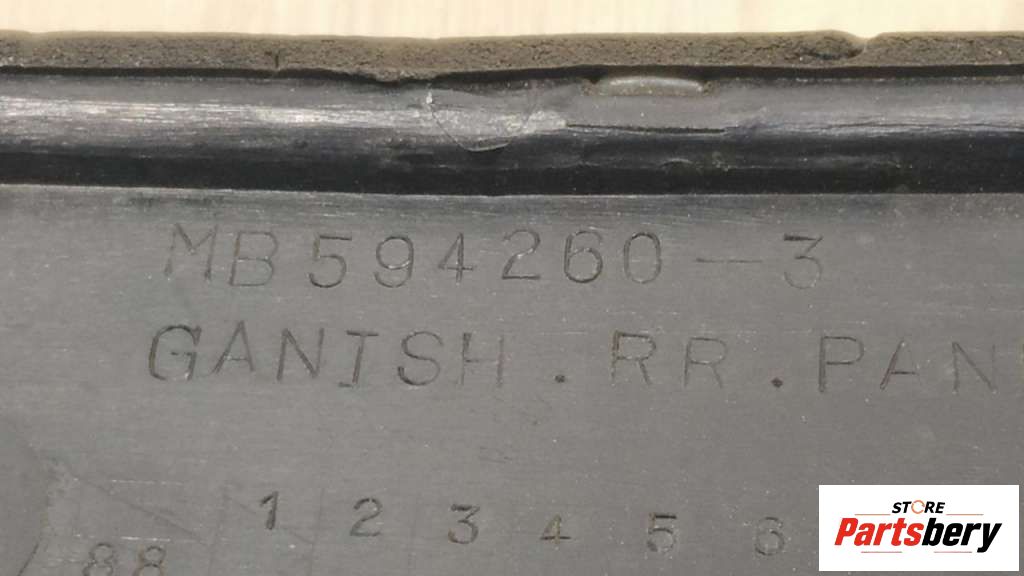 MB594260-3
GANISH.RR.PAN
1 2 3 4 5 6
88
STORE
Partsbery